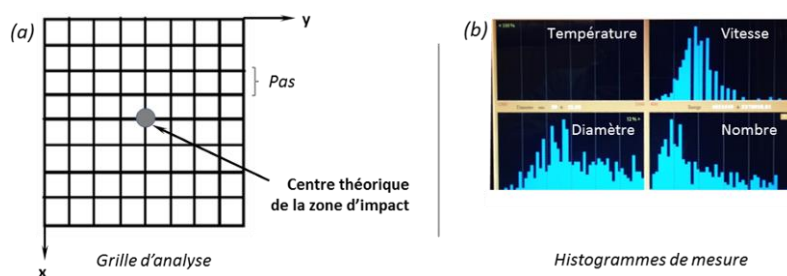 (a)
y
Pas
Centre théorique
de la zone d'impact
x
Grille d'analyse
(b)
Température
Vitesse
Diamètre
Nombre
Histogrammes de mesure